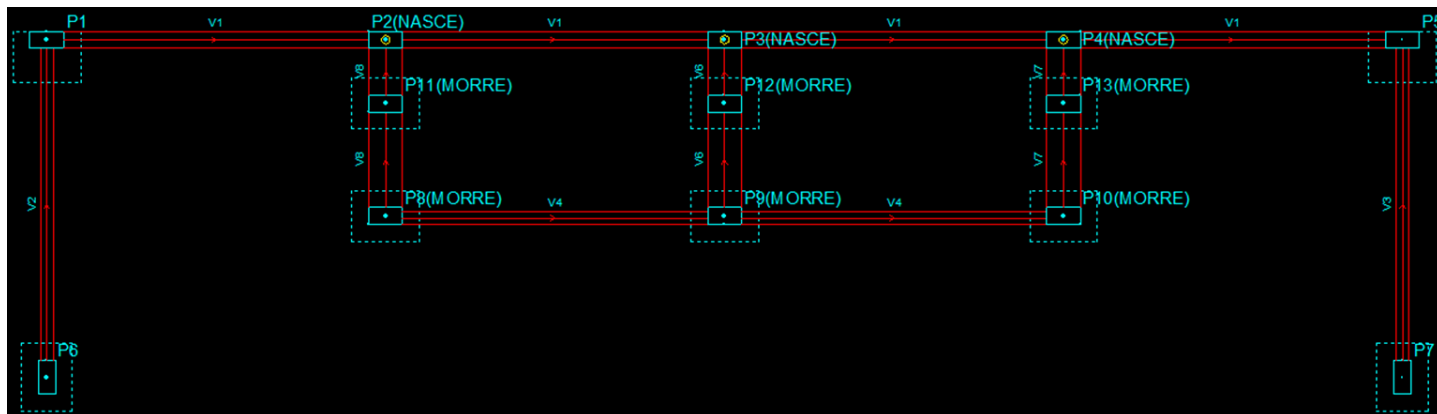 P1
V1
P2(NASCE)
V1
V1
V1
P3(NASCE)
P4(NASCE)
V8
V6
V7
P11(MORRE)
P12(MORRE)
P13(MORRE)
V8
V6
V7
V2
P8(MORRE)
V4
P9(MORRE)
V4
P10(MORRE)
V3
P6
P7